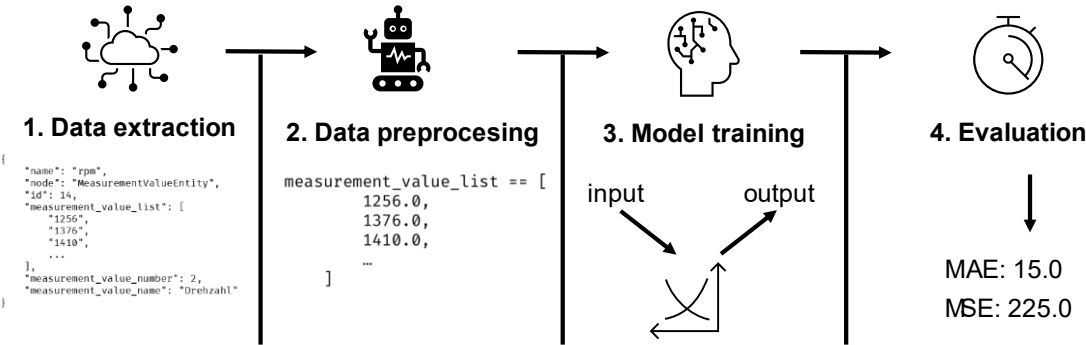 1. Data extraction
{
"name": "rpm",
"node": "MeasurementValueEntity",
"id": 14,
"measurement_value_list": [
"1256",
"1376",
"1410",
...
],
"measurement_value_number": 2,
"measurement_value_name": "Drehzahl"
}
2. Data preprocesing
measurement_value_list == [
1256.0,
1376.0,
1410.0,
…
]
3. Model training
input output
4. Evaluation
MAE: 15.0
MSE: 225.0